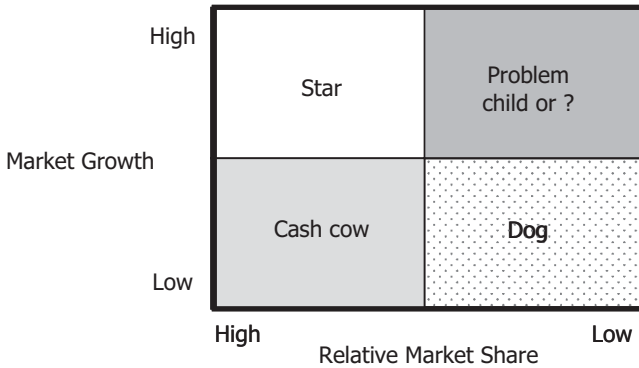 High
Star
Problem
child or ?
Market Growth
Cash cow
Dog
Low
High
Low
Relative Market Share